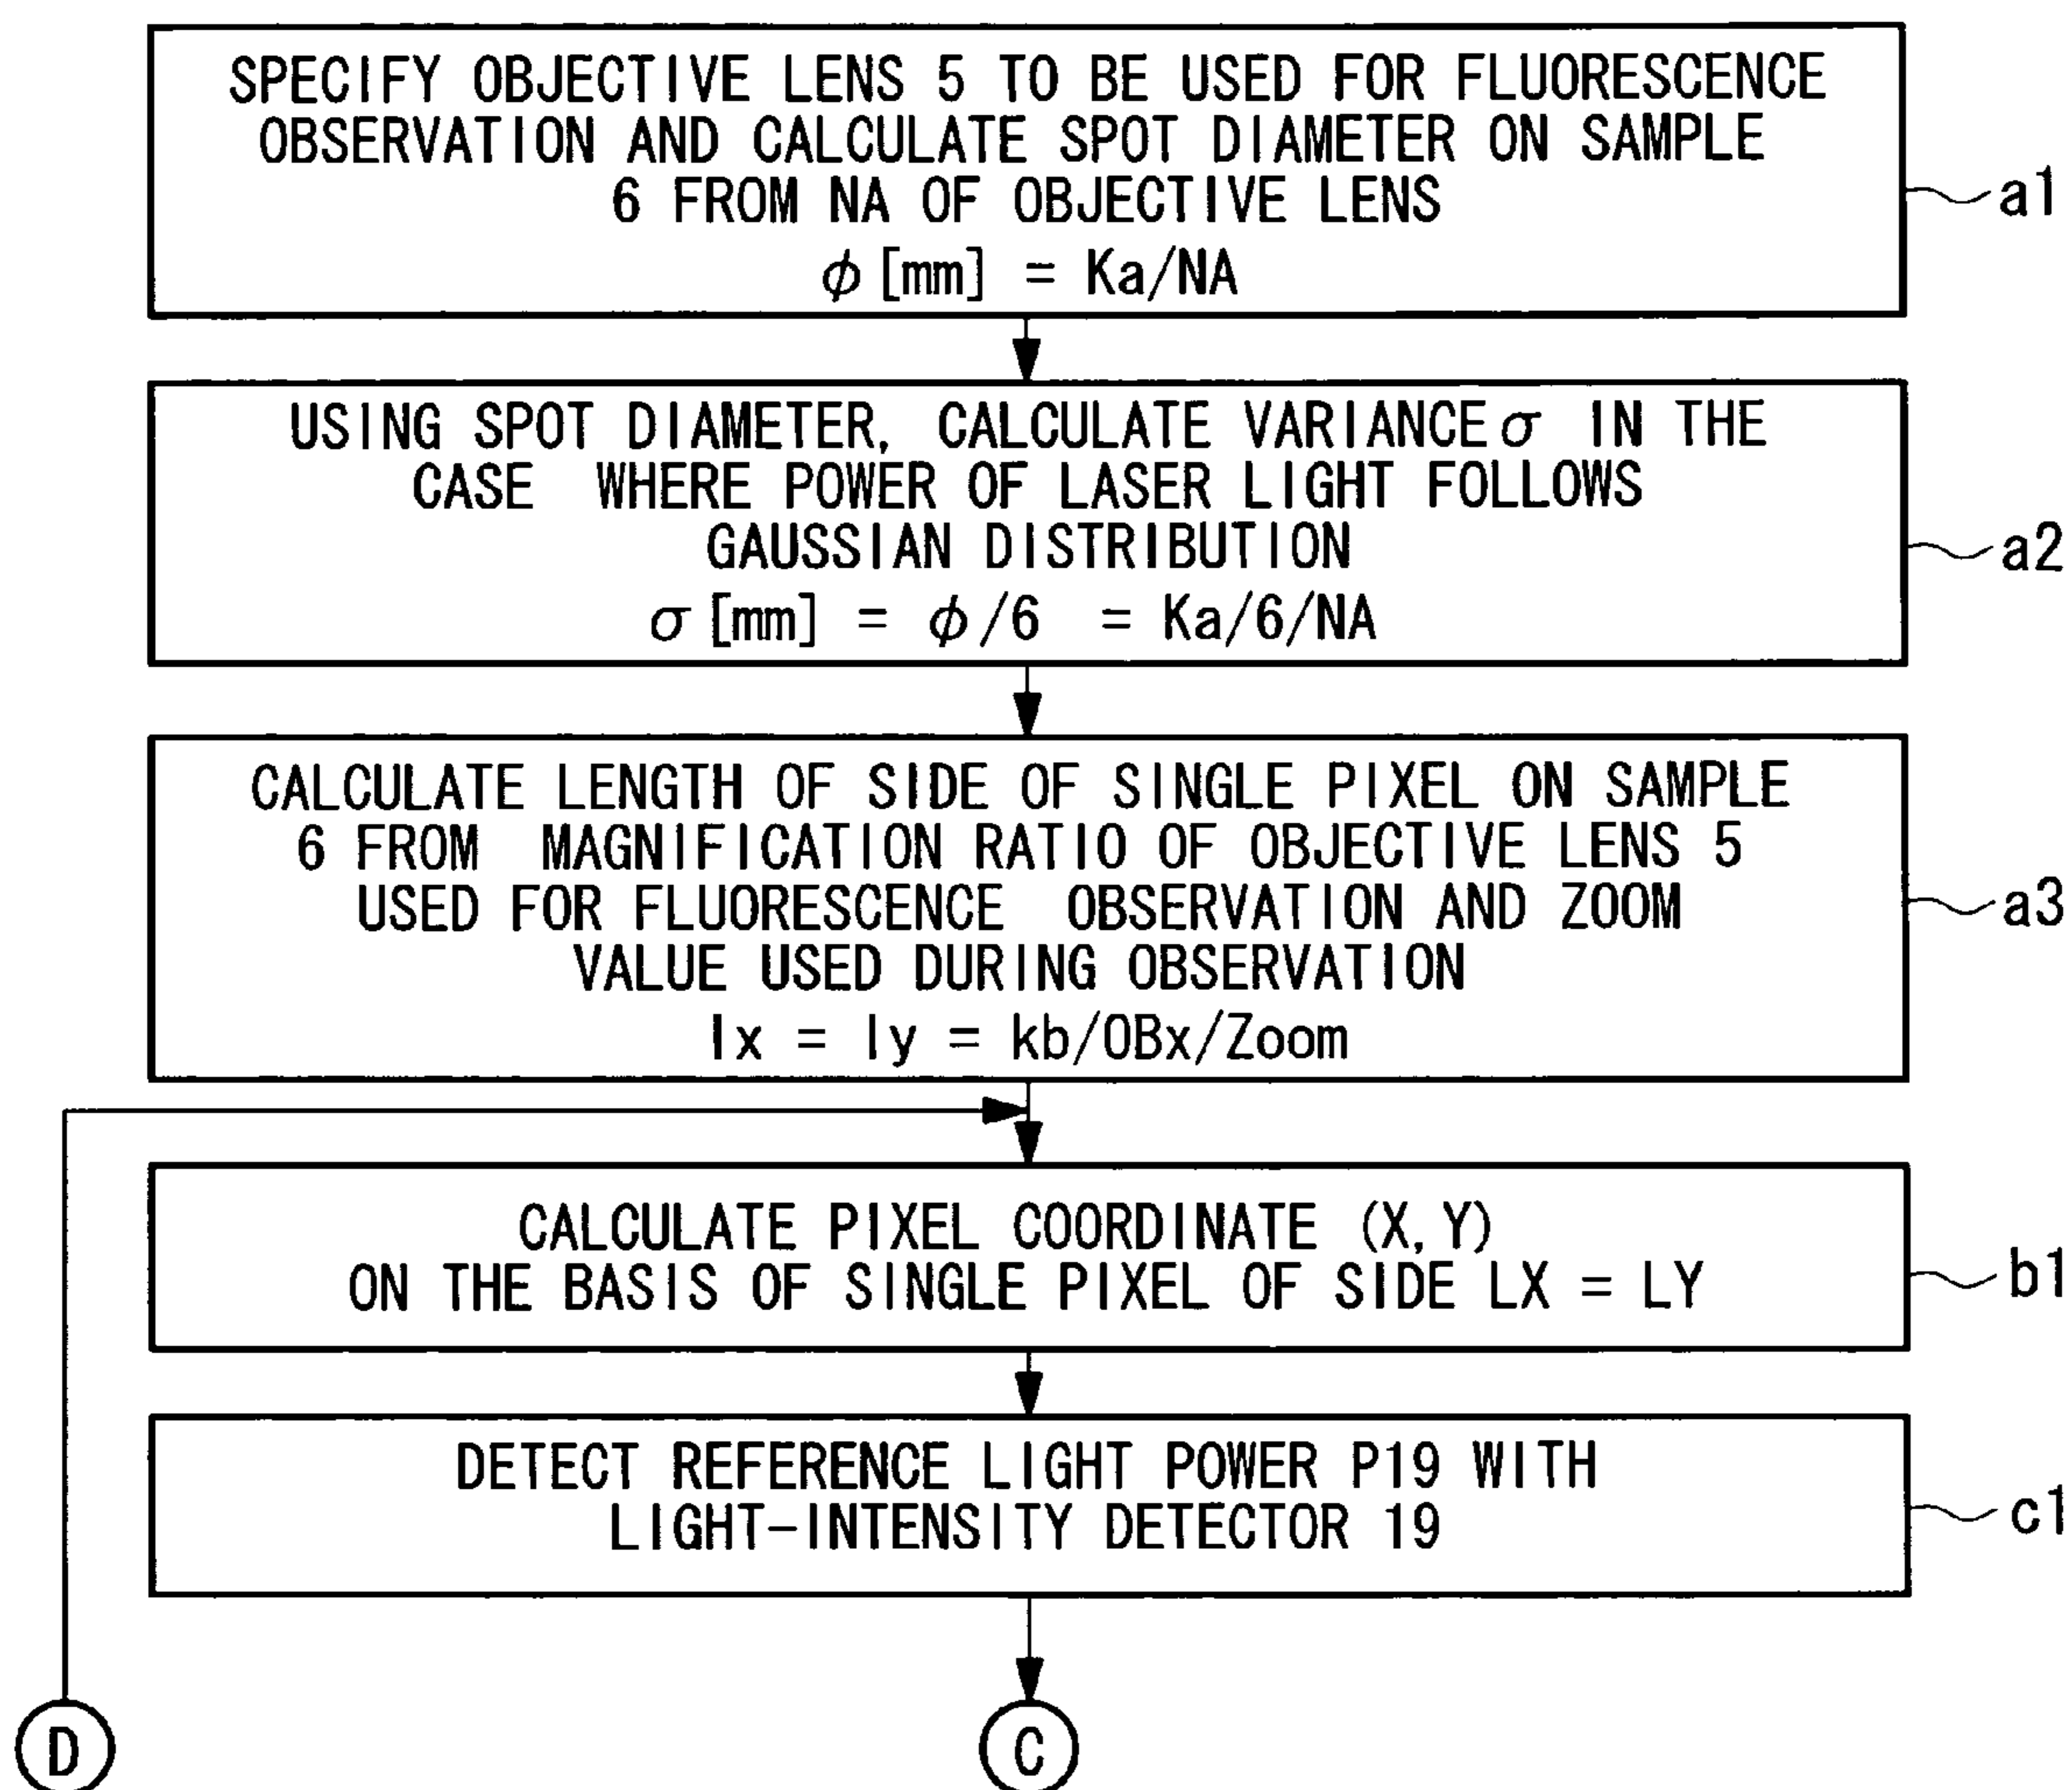 SPECIFY OBJECTIVE LENS 5 TO BE USED FOR FLUORESCENCE
OBSERVATION AND CALCULATE SPOT DIAMETER ON SAMPLE
6 FROM NA OF OBJECTIVE LENS
ϕ [mm] = Ka/NA
a1
USING SPOT DIAMETER, CALCULATE VARIANCE σ IN THE
CASE WHERE POWER OF LASER LIGHT FOLLOWS
GAUSSIAN DISTRIBUTION
σ [mm] = ϕ/6 = Ka/6/NA
a2
CALCULATE LENGTH OF SIDE OF SINGLE PIXEL ON SAMPLE
6 FROM MAGNIFICATION RATIO OF OBJECTIVE LENS 5
USED FOR FLUORESCENCE OBSERVATION AND ZOOM
VALUE USED DURING OBSERVATION
lx = ly = kb/OBx/Zoom
a3
CALCULATE PIXEL COORDINATE (X, Y)
ON THE BASIS OF SINGLE PIXEL OF SIDE LX = LY
b1
DETECT REFERENCE LIGHT POWER P19 WITH
LIGHT-INTENSITY DETECTOR 19
c1
D
C